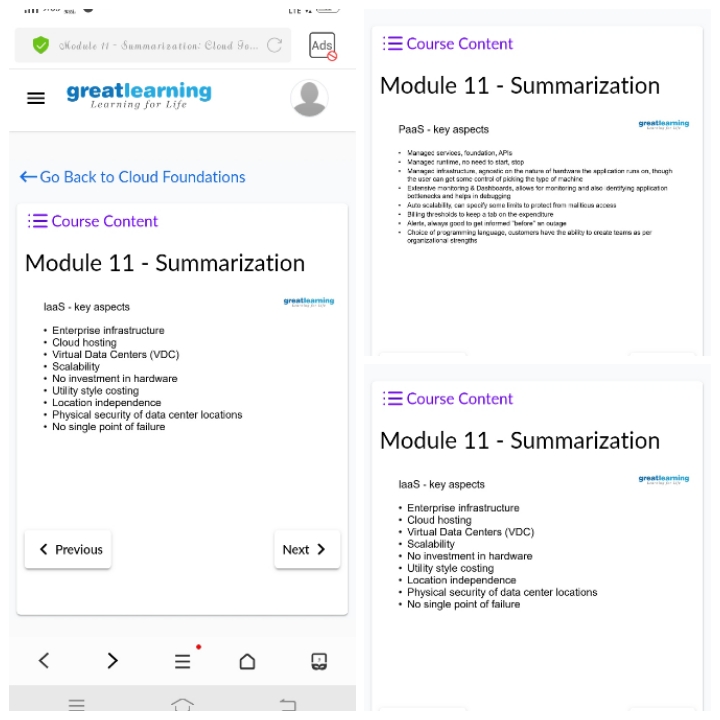 LTE
Module 11 - Summarization: Cloud Fo...
Ads
greatlearning
Learning for Life
Go Back to Cloud Foundations
Course Content
Module 11 - Summarization
greatlearning
Learning for Life
IaaS - key aspects
• Enterprise infrastructure
• Cloud hosting
• Virtual Data Centers (VDC)
• Scalability
• No investment in hardware
• Utility style costing
• Location independence
• Physical security of data center locations
• No single point of failure
Previous
Next
Course Content
Module 11 - Summarization
greatlearning
PaaS - key aspects
• Managed services, foundation, APIs
• Managed runtime, no need to start, stop
• Managed infrastructure, agnostic on the nature of hardware the application runs on, though
the user can get some control of picking the type of machine
• Extensive monitoring & Dashboards, allows for monitoring and also identifying application
bottlenecks and helps in debugging
• Auto scalability, can specify some limits to protect from malitious access
• Billing thresholds to keep a tab on the expenditure
• Alerts, always good to get informed "before" an outage
• Choice of programming language, customers have the ability to create teams as per
organizational strengths
Course Content
Module 11 - Summarization
greatlearning
IaaS - key aspects
• Enterprise infrastructure
• Cloud hosting
• Virtual Data Centers (VDC)
• Scalability
• No investment in hardware
• Utility style costing
• Location independence
• Physical security of data center locations
• No single point of failure